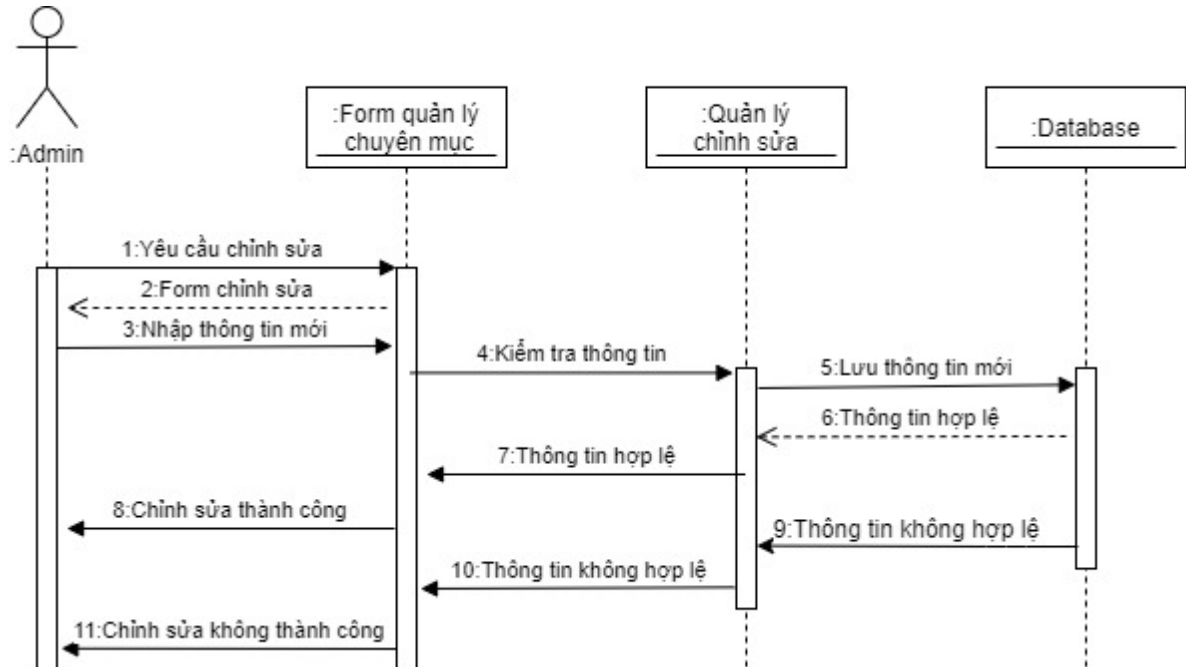 :Admin
:Form quản lý
chuyên mục
:Quản lý
chỉnh sửa
:Database
1:Yêu cầu chỉnh sửa
2:Form chỉnh sửa
3:Nhập thông tin mới
4:Kiểm tra thông tin
5:Lưu thông tin mới
6:Thông tin hợp lệ
7:Thông tin hợp lệ
8:Chỉnh sửa thành công
9:Thông tin không hợp lệ
10:Thông tin không hợp lệ
11:Chỉnh sửa không thành công